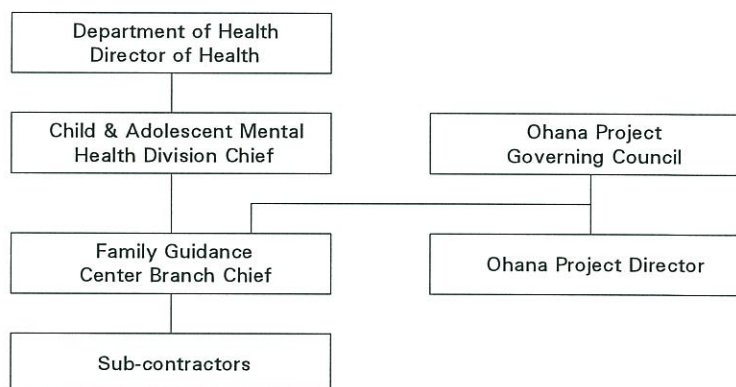 Department of Health
Director of Health
Child & Adolescent Mental
Health Division Chief
Ohana Project
Governing Council
Family Guidance
Center Branch Chief
Ohana Project Director
Sub-contractors